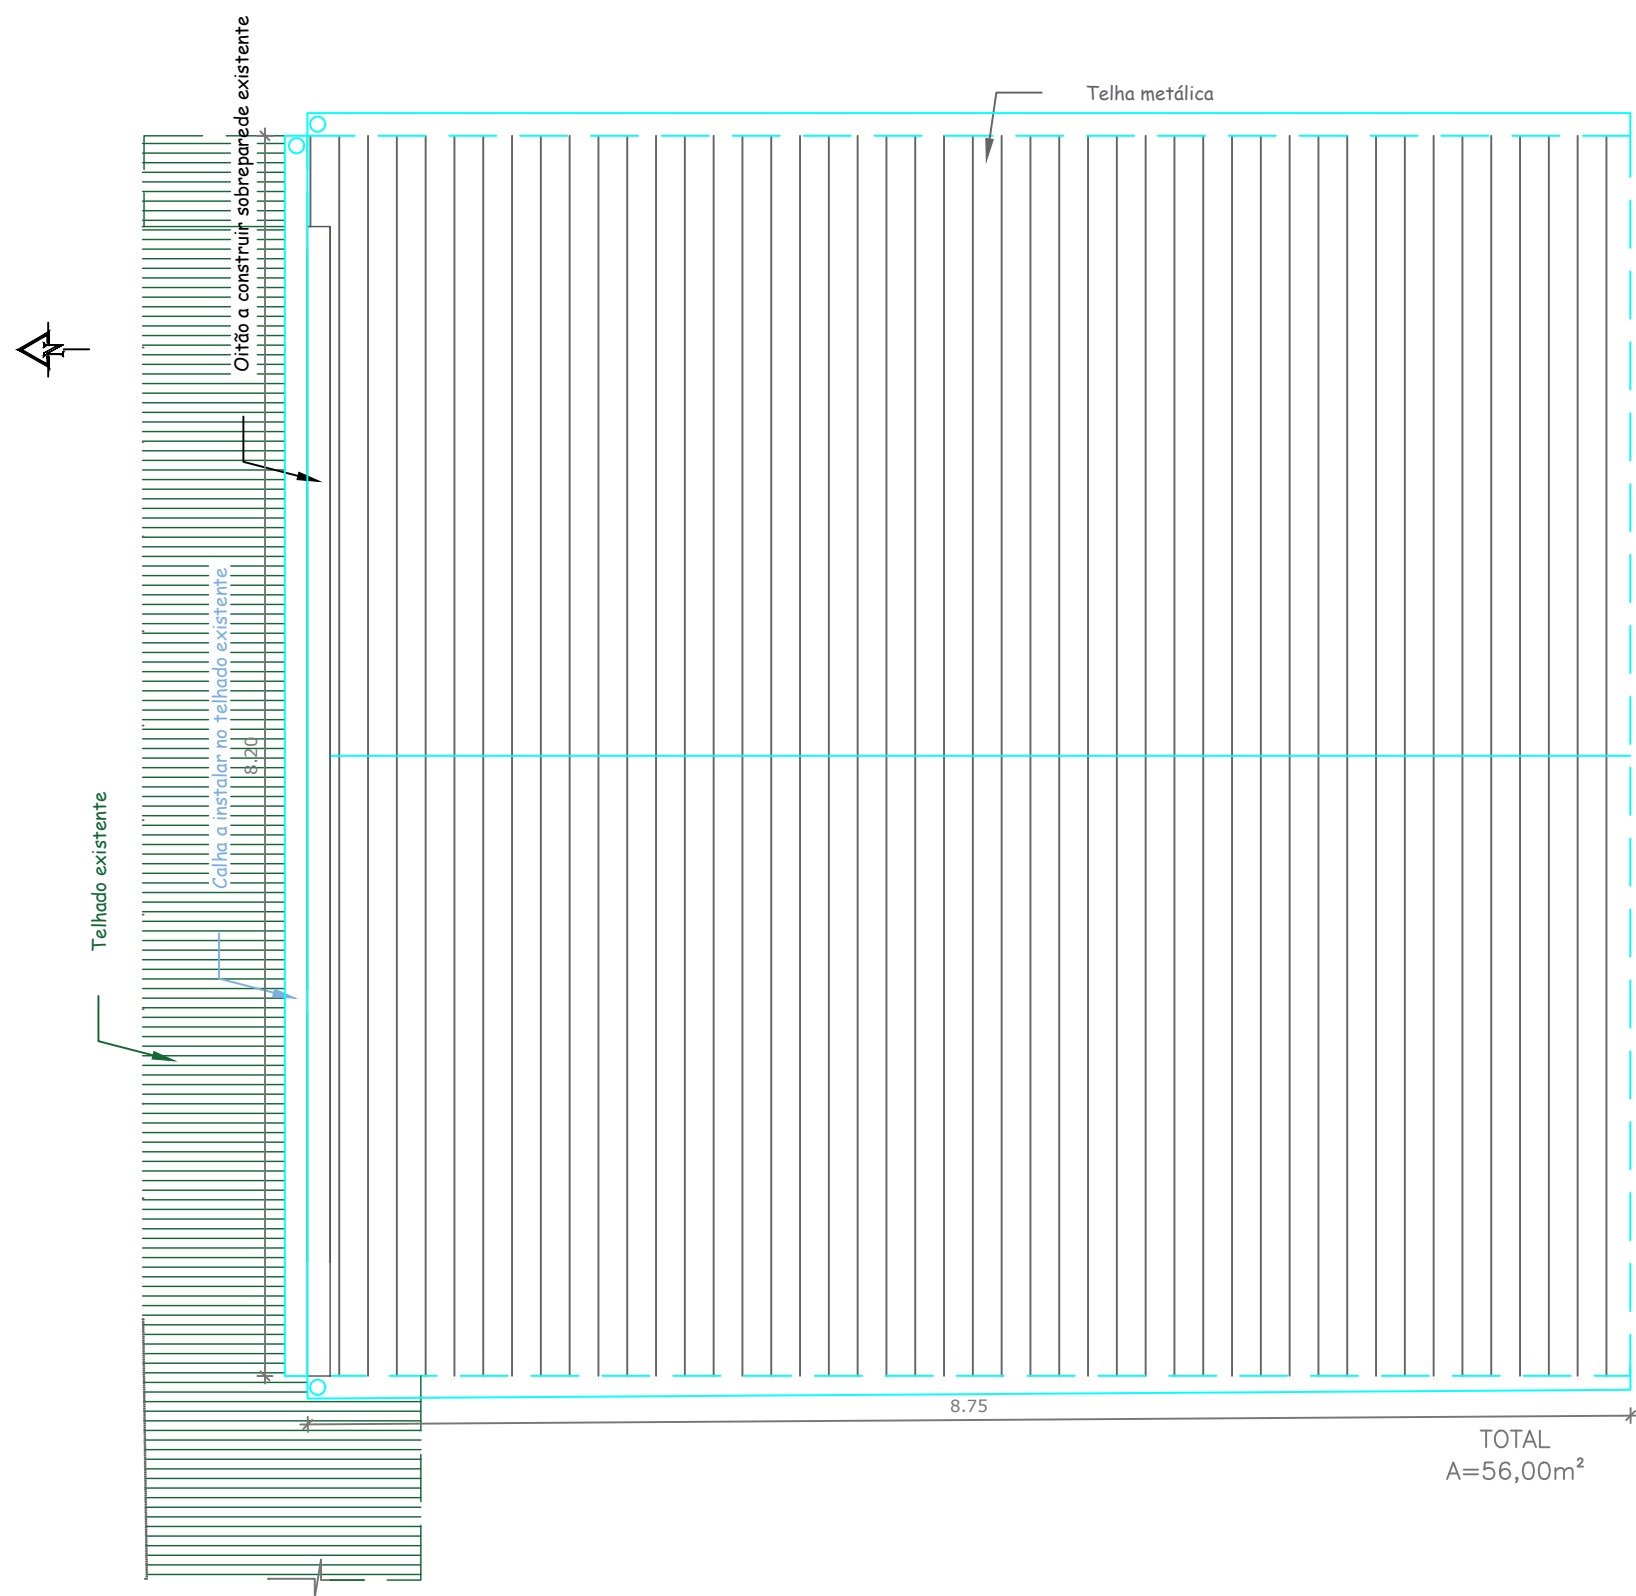 Telha metálica
Oitão a construir sobreparede existente
Calha a instalar no telhado existente
8.20
Telhado existente
N
8.75
TOTAL
A=56,00m²